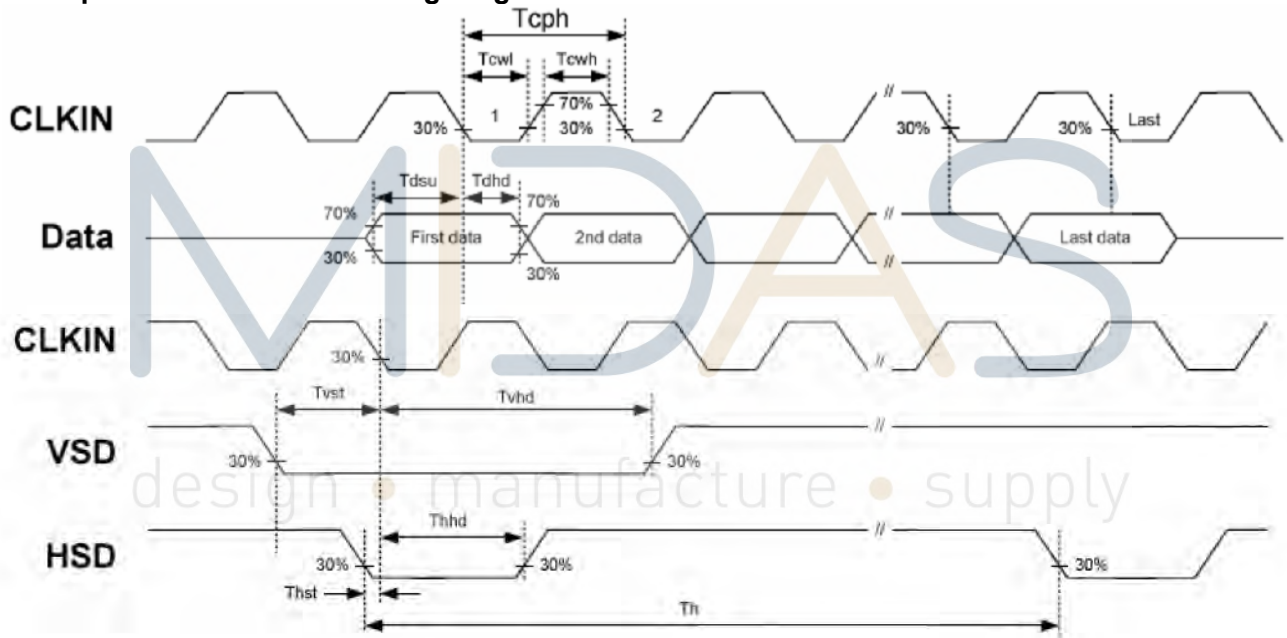 Tcph
Tcwl Tcwh
CLKIN 30% 1 70% 30% 2 // 30% 30% Last
Tdsu Tdhd
70% 70%
Data First data 2nd data // Last data
30% 30%
MIDAS
CLKIN 30% //
Tvst Tvhd
VSD 30% 30% //
design • manufacture • supply
Thhd
HSD 30% 30% // 30%
Thst
Th